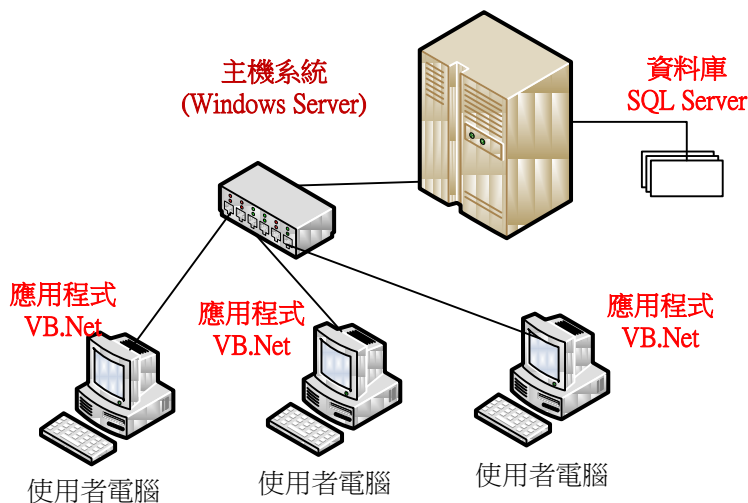 主機系統
(Windows Server)
資料庫
SQL Server
應用程式
VB.Net
應用程式
VB.Net
應用程式
VB.Net
使用者電腦
使用者電腦
使用者電腦